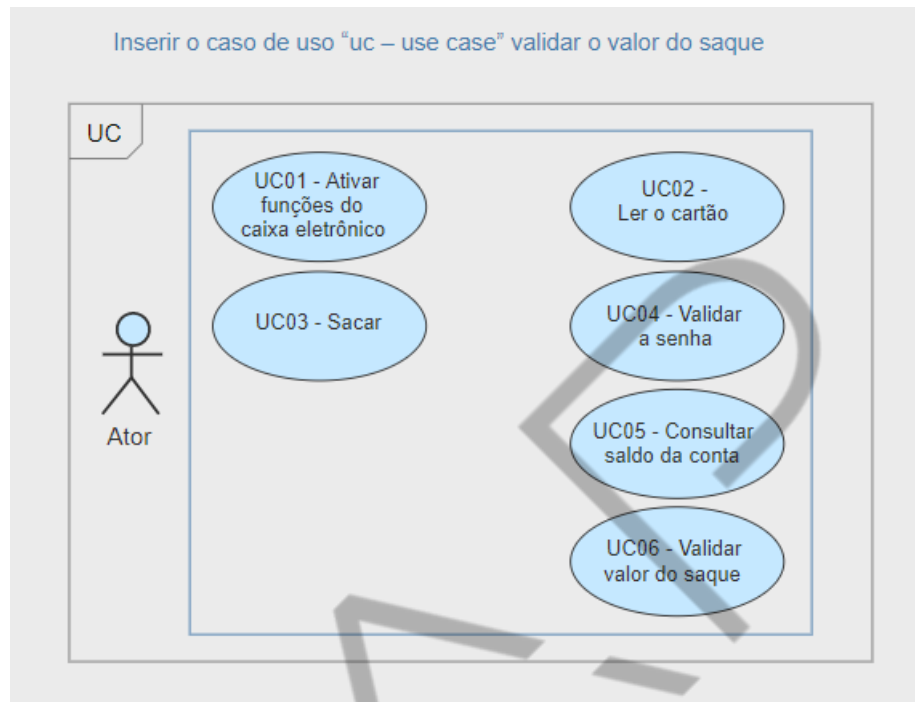 Inserir o caso de uso “uc – use case” validar o valor do saque
UC
UC01 - Ativar
funções do
caixa eletrônico
UC02 -
Ler o cartão
UC03 - Sacar
UC04 - Validar
a senha
Ator
UC05 - Consultar
saldo da conta
UC06 - Validar
valor do saque